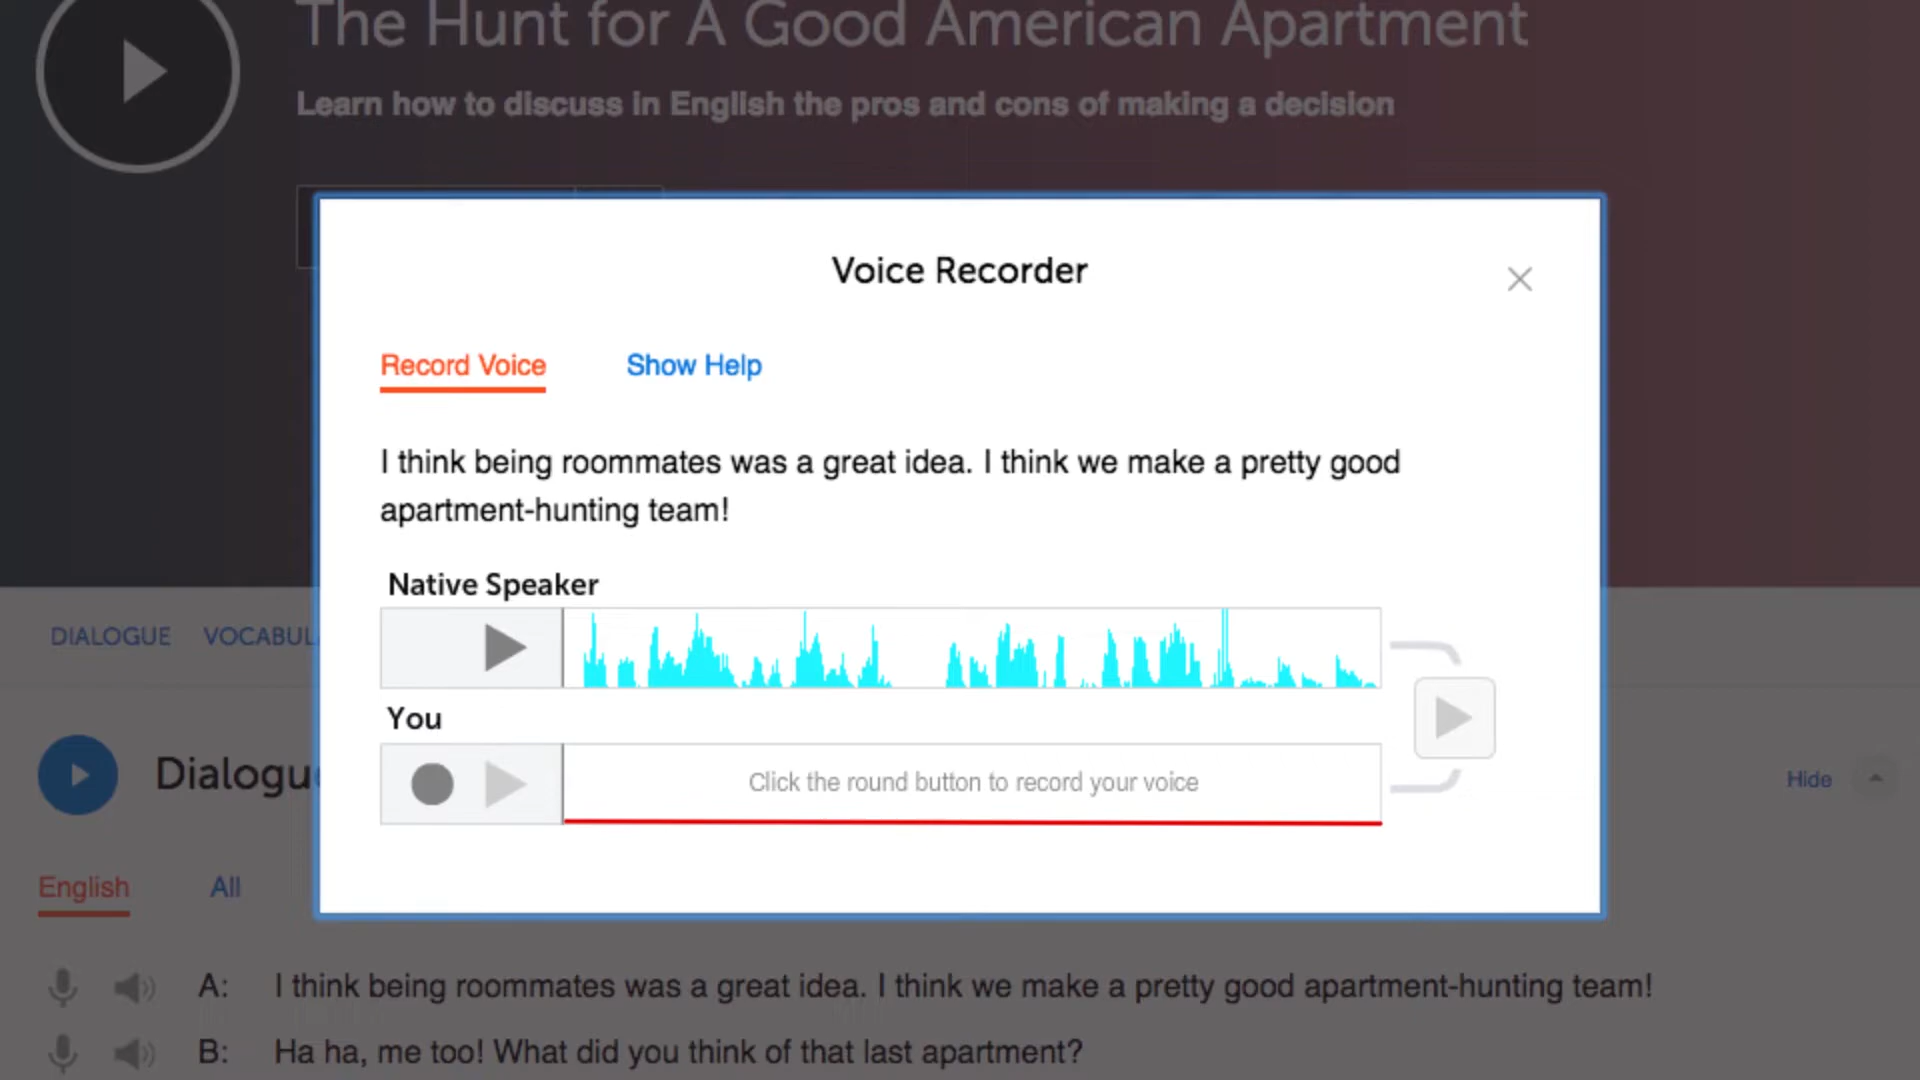 The Hunt for A Good American Apartment
Learn how to discuss in English the pros and cons of making a decision
Voice Recorder
Record Voice
Show Help
I think being roommates was a great idea. I think we make a pretty good
apartment-hunting team!
Native Speaker
You
Click the round button to record your voice
DIALOGUE
VOCABUL
Dialogu
Hide
English
All
A: I think being roommates was a great idea. I think we make a pretty good apartment-hunting team!
B: Ha ha, me too! What did you think of that last apartment?